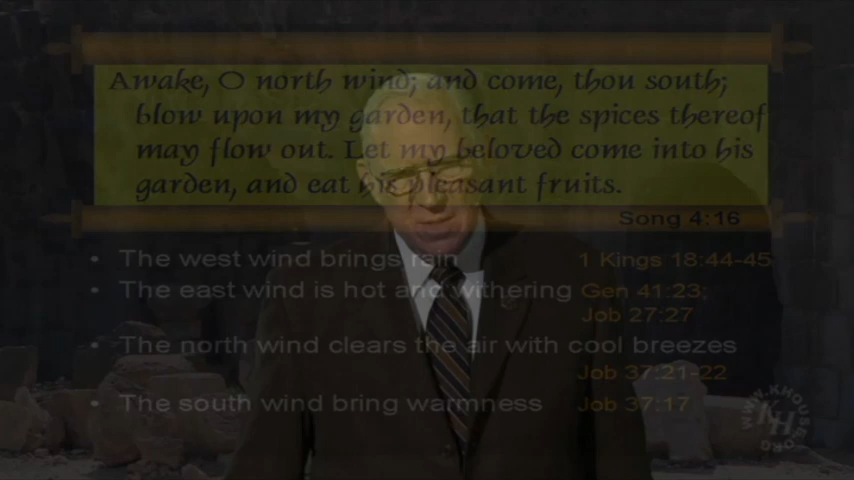 Awake, O north wind; and come, thou south;
blow upon my garden, that the spices thereof
may flow out. Let my beloved come into his
garden, and eat his pleasant fruits.
Song 4:16
• The west wind brings rain 1 Kings 18:44-45
• The east wind is hot and withering Gen 41:23;
Job 27:27
• The north wind clears the air with cool breezes
Job 37:21-22
• The south wind bring warmness Job 37:17
WWW.KHOUSE.ORG
KH